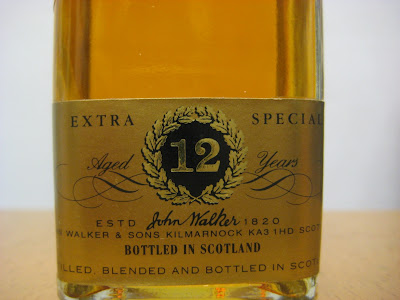 EXTRA SPECIAL
Aged 12 Years
ESTD John Walker 1820
WALKER & SONS KILMARNOCK KA3 1HD
BOTTLED IN SCOTLAND
BLENDED AND BOTTLED IN